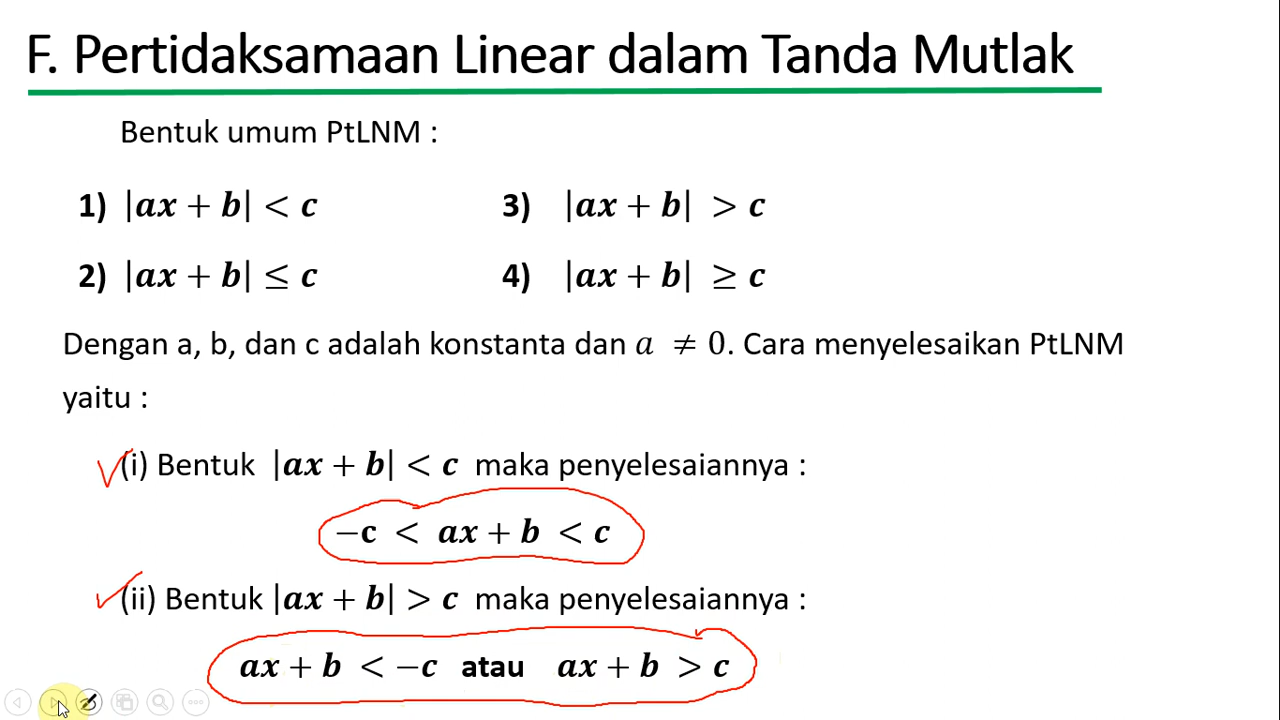 F. Pertidaksamaan Linear dalam Tanda Mutlak
Bentuk umum PtLNM :
1) |ax + b| < c
3) |ax + b| > c
2) |ax + b| ≤ c
4) |ax + b| ≥ c
Dengan a, b, dan c adalah konstanta dan a ≠ 0. Cara menyelesaikan PtLNM
yaitu :
(i) Bentuk |ax + b| < c maka penyelesaiannya :
−c < ax + b < c
(ii) Bentuk |ax + b| > c maka penyelesaiannya :
ax + b < −c atau ax + b > c